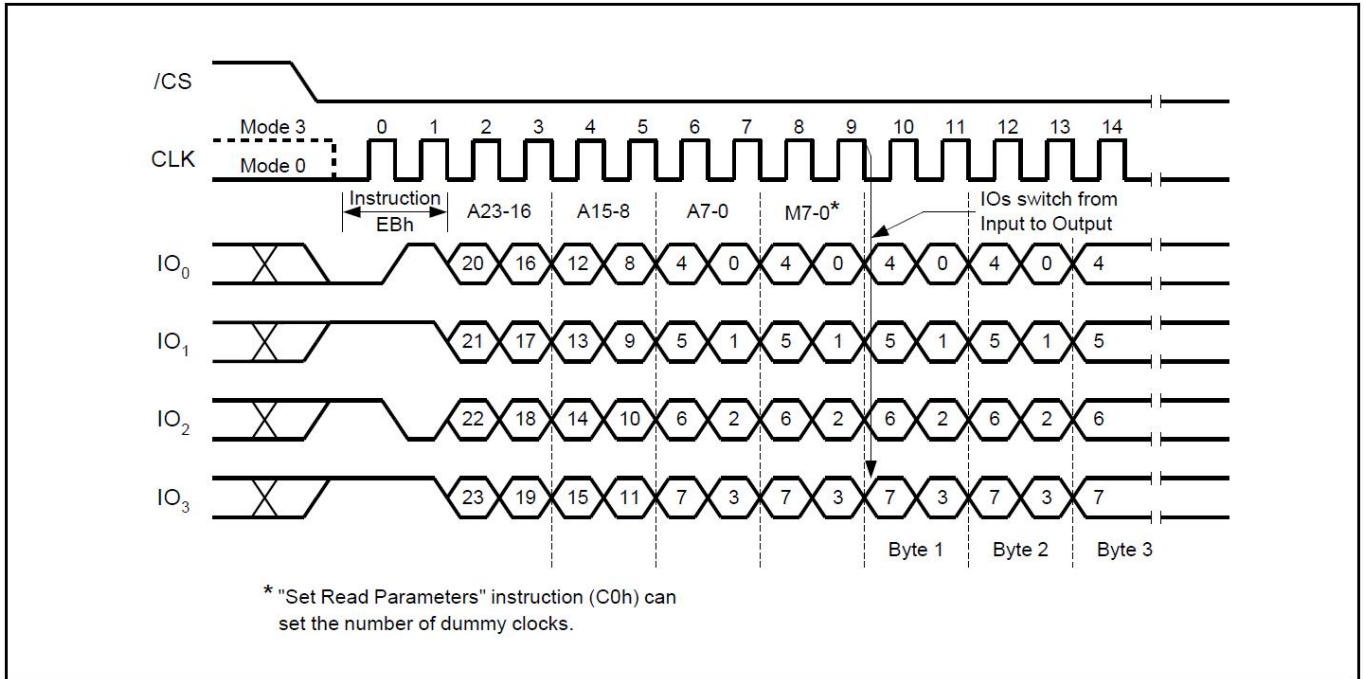 /CS
Mode 3 0 1 2 3 4 5 6 7 8 9 10 11 12 13 14
CLK
Mode 0
Instruction
EBh
A23-16 A15-8 A7-0 M7-0*
IOs switch from
Input to Output
IO0 20 16 12 8 4 0 4 0 4 0 4 0 4
IO1 21 17 13 9 5 1 5 1 5 1 5 1 5
IO2 22 18 14 10 6 2 6 2 6 2 6 2 6
IO3 23 19 15 11 7 3 7 3 7 3 7 3 7
Byte 1 Byte 2 Byte 3
* "Set Read Parameters" instruction (C0h) can
set the number of dummy clocks.